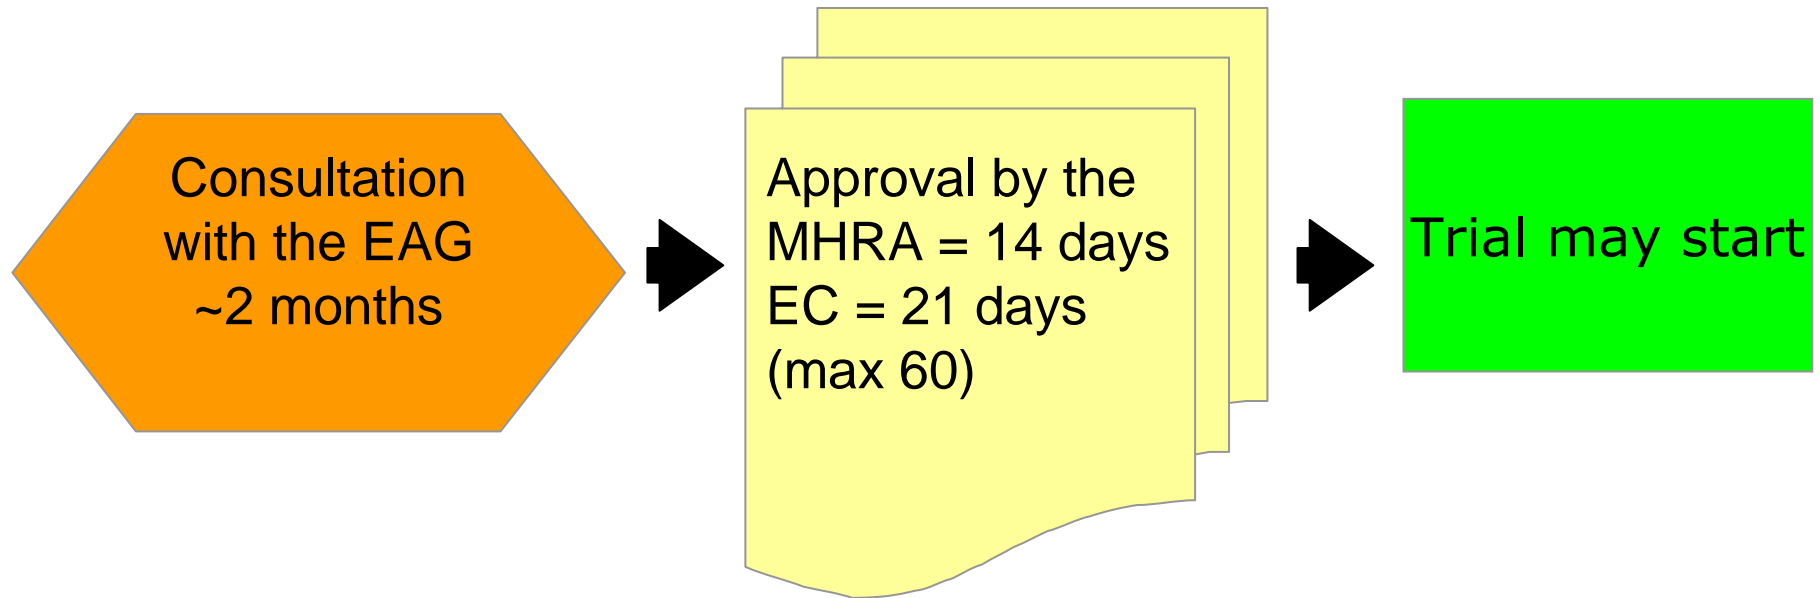 Consultation
with the EAG
~2 months
Approval by the
MHRA = 14 days
EC = 21 days
(max 60)
Trial may start